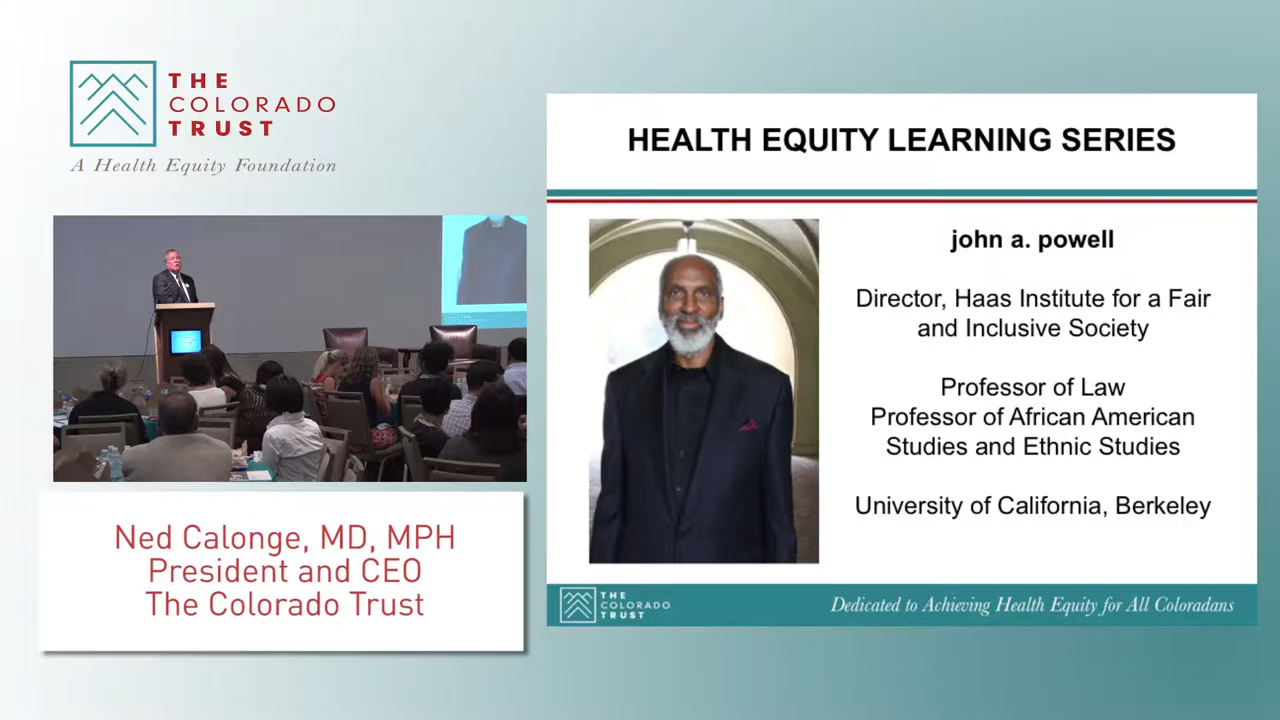 THE
COLORADO
TRUST
A Health Equity Foundation
Ned Calonge, MD, MPH
President and CEO
The Colorado Trust
HEALTH EQUITY LEARNING SERIES
john a. powell
Director, Haas Institute for a Fair
and Inclusive Society
Professor of Law
Professor of African American
Studies and Ethnic Studies
University of California, Berkeley
THE
COLORADO
TRUST
Dedicated to Achieving Health Equity for All Coloradans